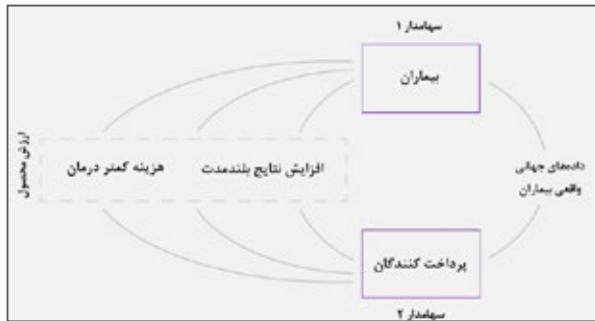 سهامدار ۱
بیماران
ارزش محصول
هزینه کمتر درمان
افزایش نتایج بلندمدت
داده‌های جهانی
واقعی بیماران
پرداخت کنندگان
سهامدار ۲